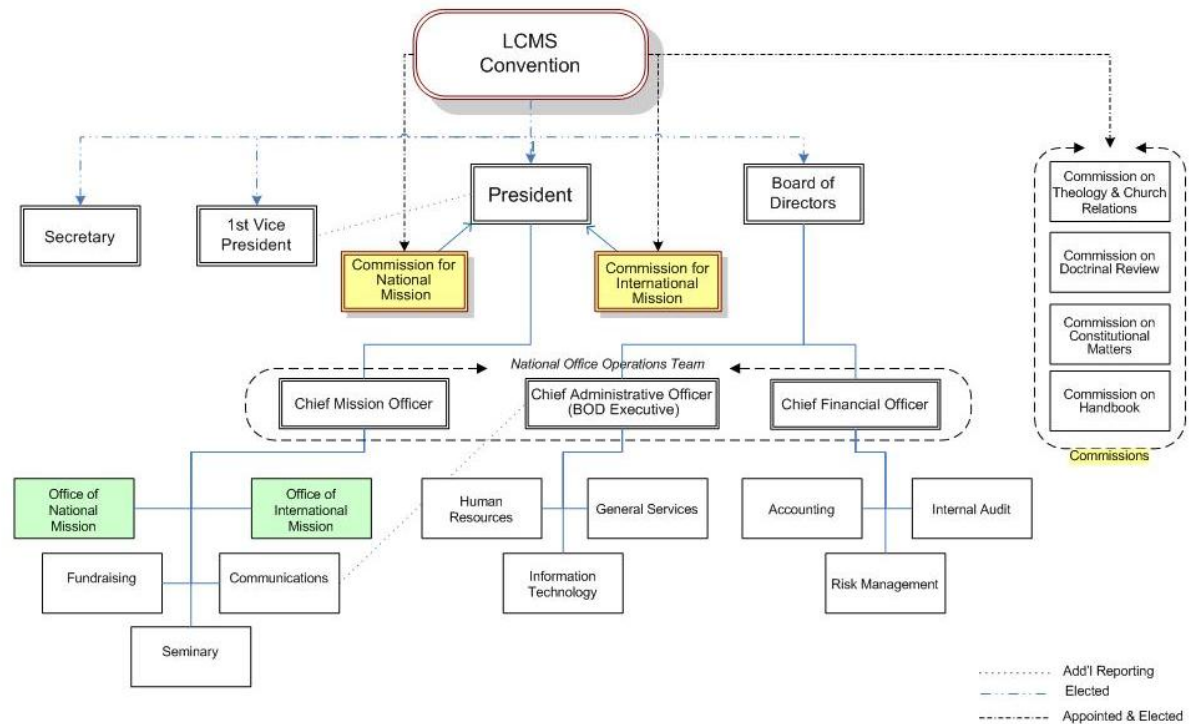 LCMS
Convention
Secretary
1st Vice
President
President
Board of
Directors
Commission for
National
Mission
Commission for
International
Mission
Commission on
Theology & Church
Relations
Commission on
Doctrinal Review
Commission on
Constitutional
Matters
Commission on
Handbook
Commissions
National Office Operations Team
Chief Mission Officer
Chief Administrative Officer
(BOD Executive)
Chief Financial Officer
Office of
National
Mission
Office of
International
Mission
Fundraising
Communications
Seminary
Human
Resources
General Services
Information
Technology
Accounting
Internal Audit
Risk Management
Add'l Reporting
Elected
Appointed & Elected